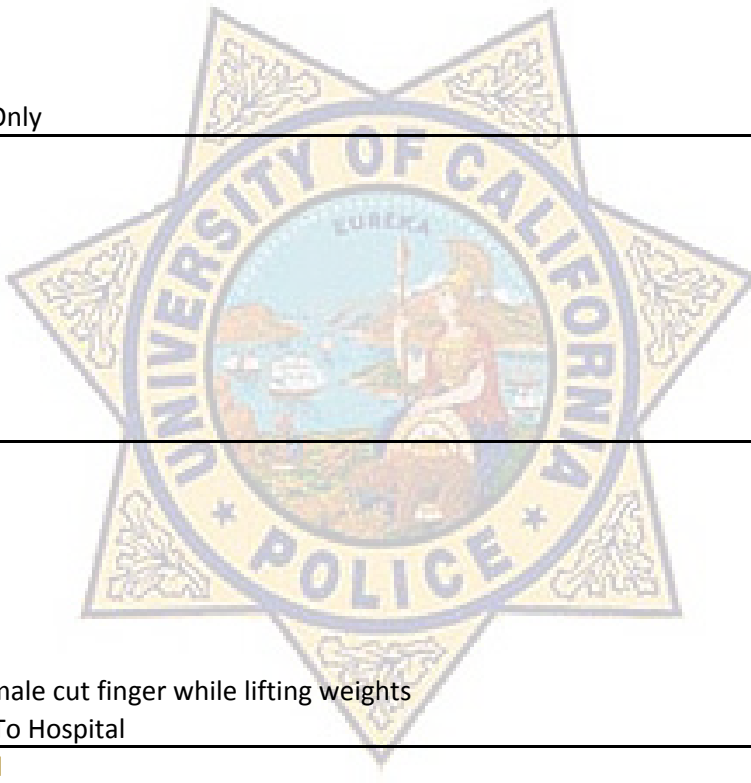 Only
UNIVERSITY OF CALIFORNIA
EUREKA
POLICE
male cut finger while lifting weights
To Hospital